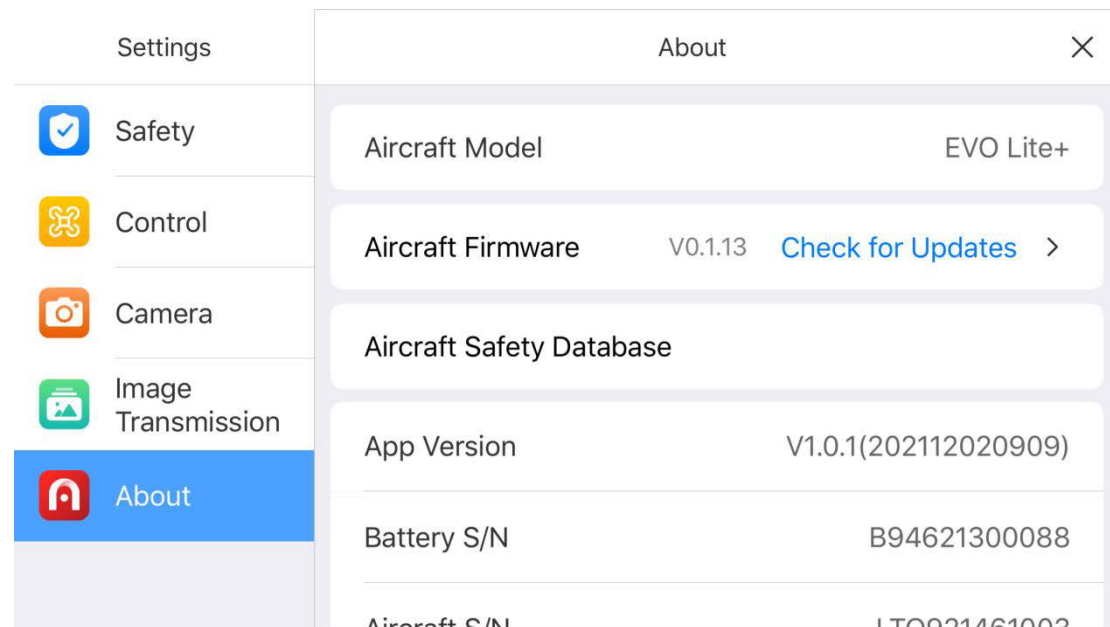 Settings
Safety
Control
Camera
Image
Transmission
About
About
Aircraft Model EVO Lite+
Aircraft Firmware V0.1.13 Check for Updates
Aircraft Safety Database
App Version V1.0.1(202112020909)
Battery S/N B94621300088
Aircraft S/N